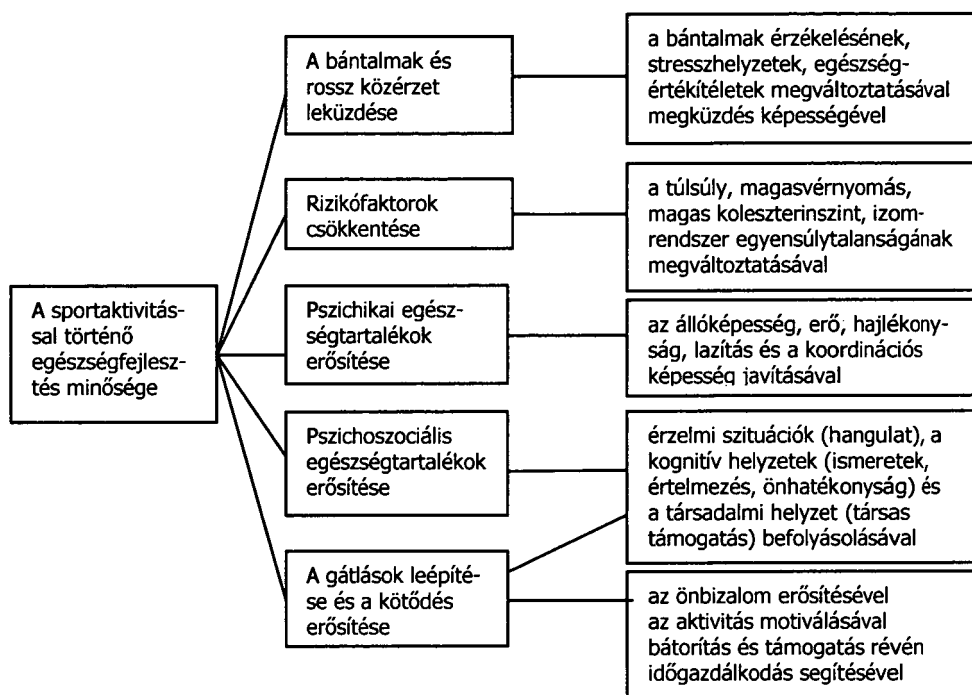 A sportaktivitás-
sal történő
egészségfejlesz-
tés minősége
A bántalmak és
rossz közérzet
leküzdése
a bántalmak érzékelésének,
stresszhelyzetek, egészség-
értékítéletek megváltoztatásával
megküzdés képességével
Rizikófaktorok
csökkentése
a túlsúly, magasvérnyomás,
magas koleszterinszint, izom-
rendszer egyensúlytalanságának
megváltoztatásával
Pszichikai egész-
ségtartalékok
erősítése
az állóképesség, erő, hajlékony-
ság, lazítás és a koordinációs
képesség javításával
Pszichoszociális
egészségtartalékok
erősítése
érzelmi szituációk (hangulat), a
kognitív helyzetek (ismeretek,
értelmezés, önhatékonyság) és
a társadalmi helyzet (társas
támogatás) befolyásolásával
A gátlások leépíté-
se és a kötődés
erősítése
az önbizalom erősítésével
az aktivitás motiválásával
bátorítás és támogatás révén
időgazdálkodás segítésével